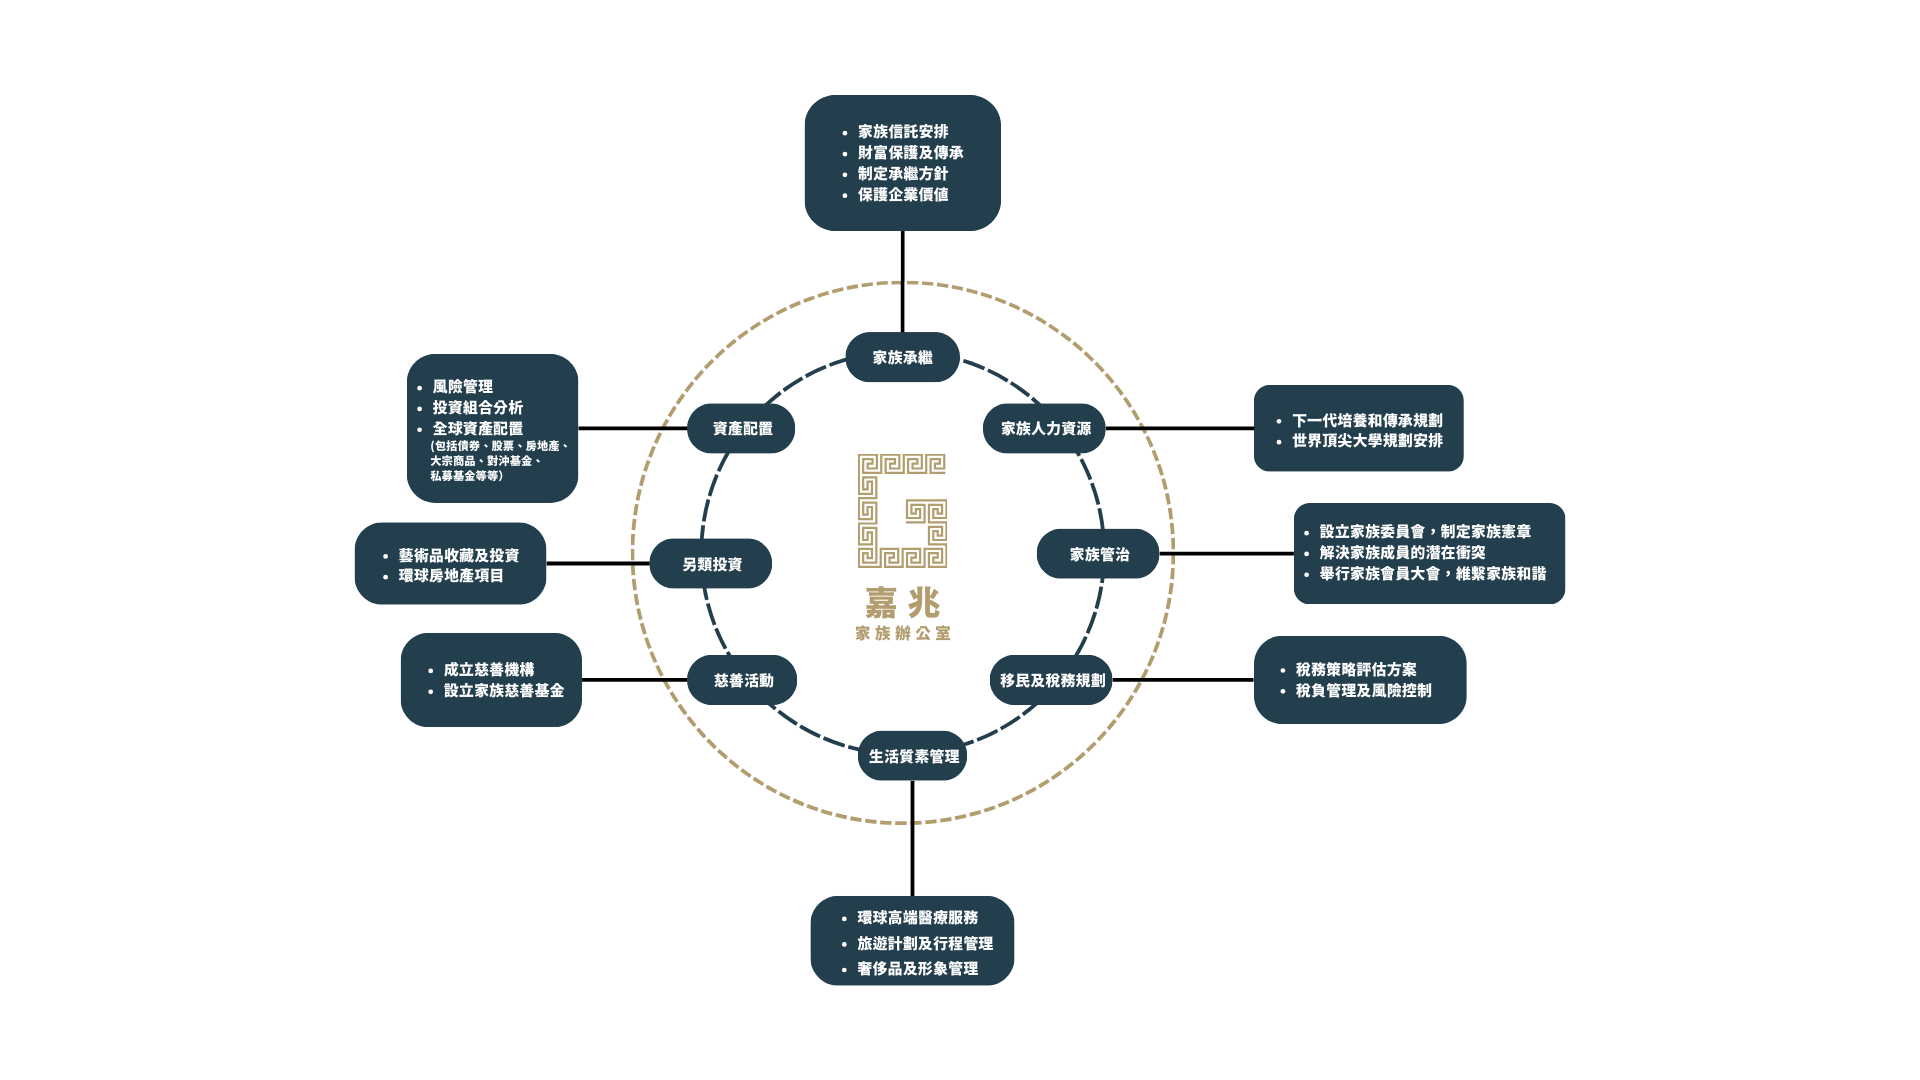 • 家族信託安排
• 財富保護及傳承
• 制定承繼方針
• 保護企業價值
家族承繼
• 風險管理
• 投資組合分析
• 全球資產配置
(包括債券、股票、房地產、
大宗商品、對沖基金、
私募基金等等)
資產配置
家族人力資源
• 下一代培養和傳承規劃
• 世界頂尖大學規劃安排
• 藝術品收藏及投資
• 環球房地產項目
另類投資
家族管治
• 設立家族委員會，制定家族憲章
• 解決家族成員的潛在衝突
• 舉行家族會員大會，維繫家族和諧
嘉兆
家族辦公室
• 成立慈善機構
• 設立家族慈善基金
慈善活動
移民及稅務規劃
• 稅務策略評估方案
• 稅負管理及風險控制
生活質素管理
• 環球高端醫療服務
• 旅遊計劃及行程管理
• 奢侈品及形象管理